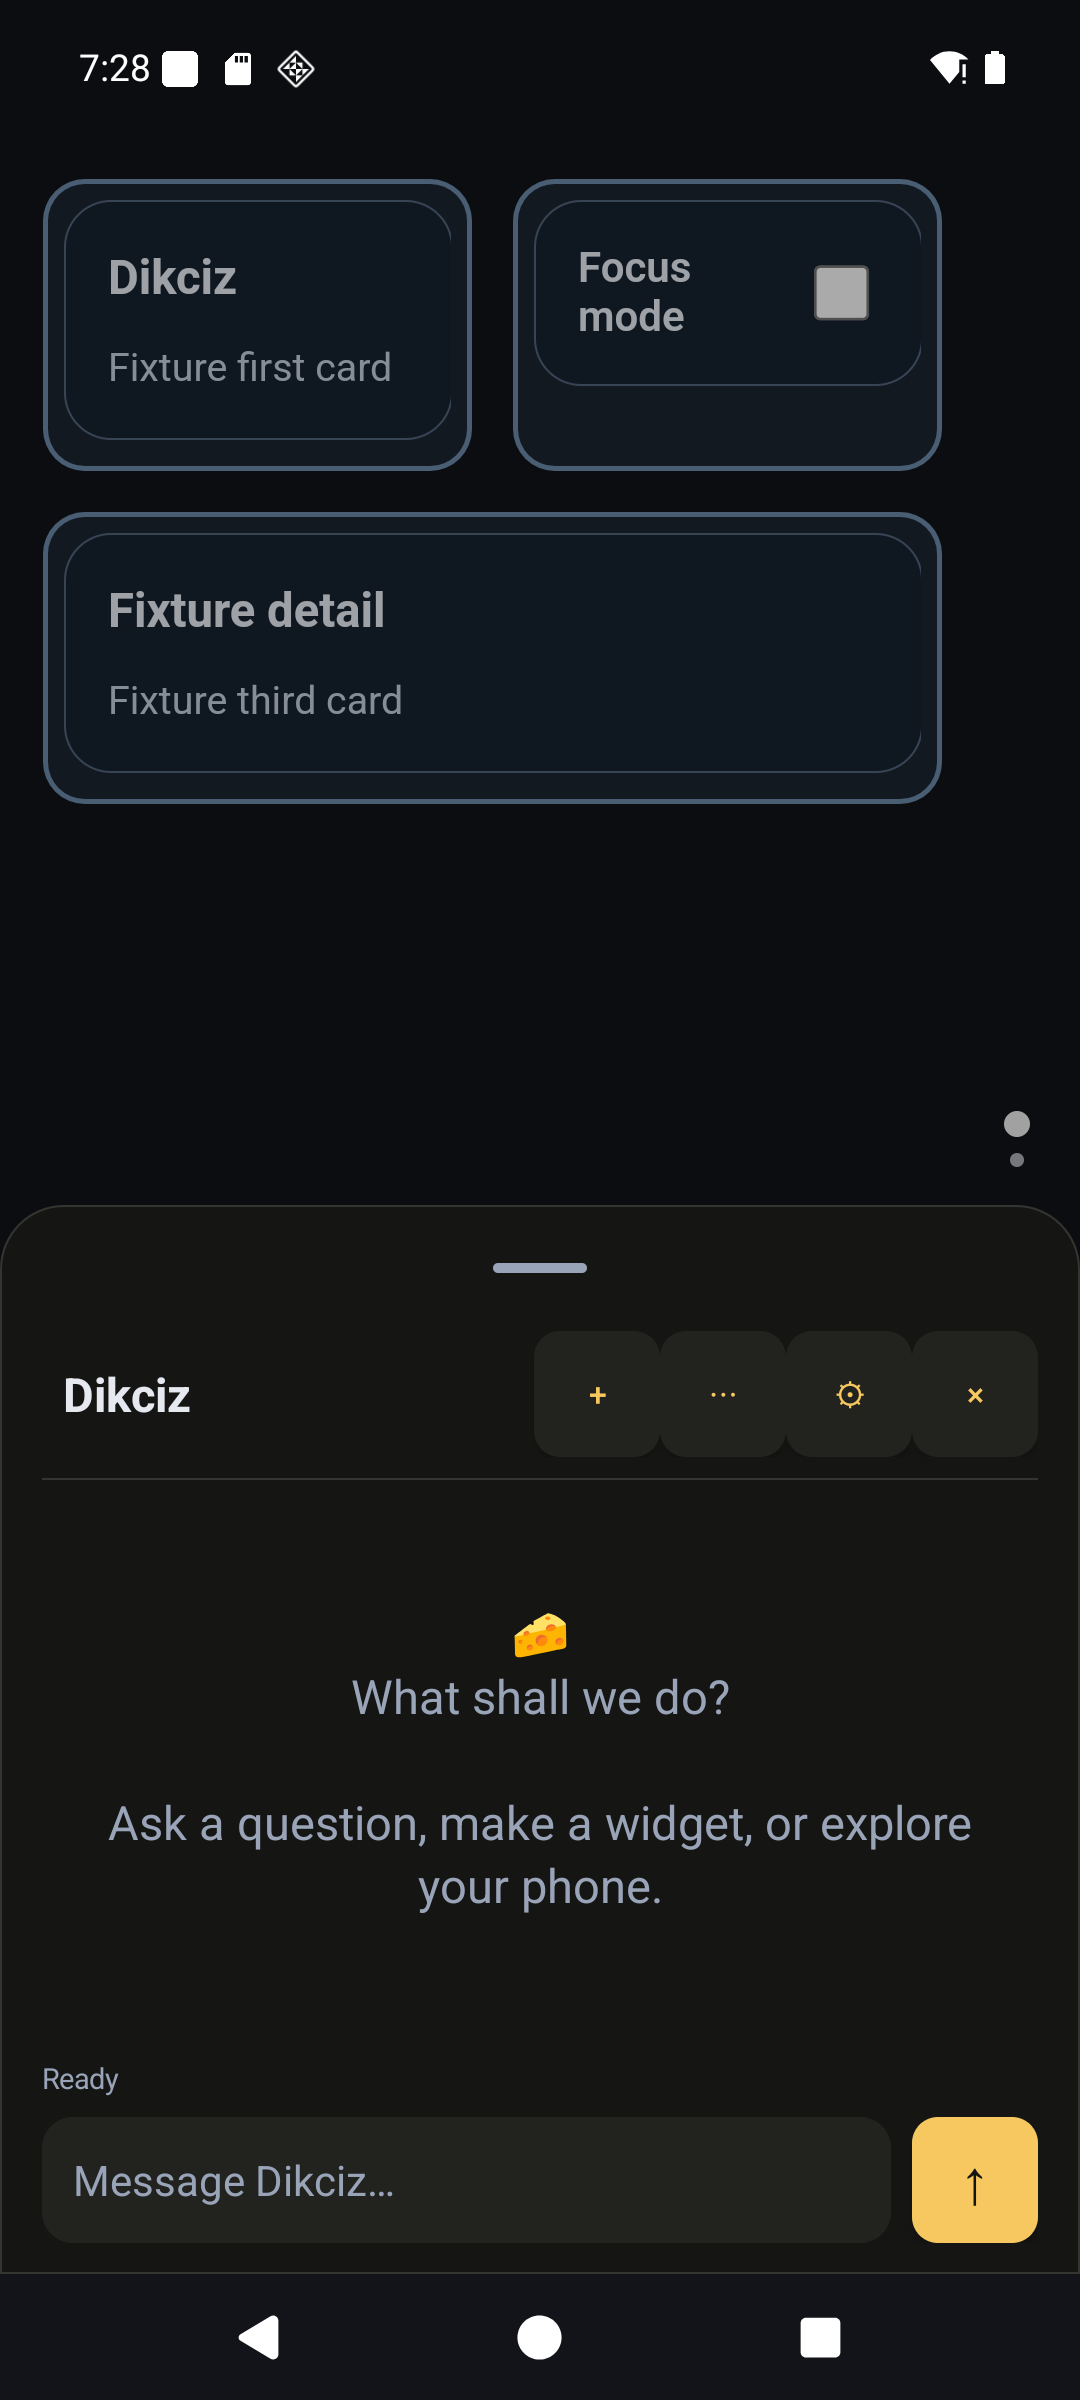 7:28
Dikciz
Fixture first card
Focus
mode
Fixture detail
Fixture third card
Dikciz
+ ··· ⚙ ×
What shall we do?
Ask a question, make a widget, or explore
your phone.
Ready
Message Dikciz…
↑